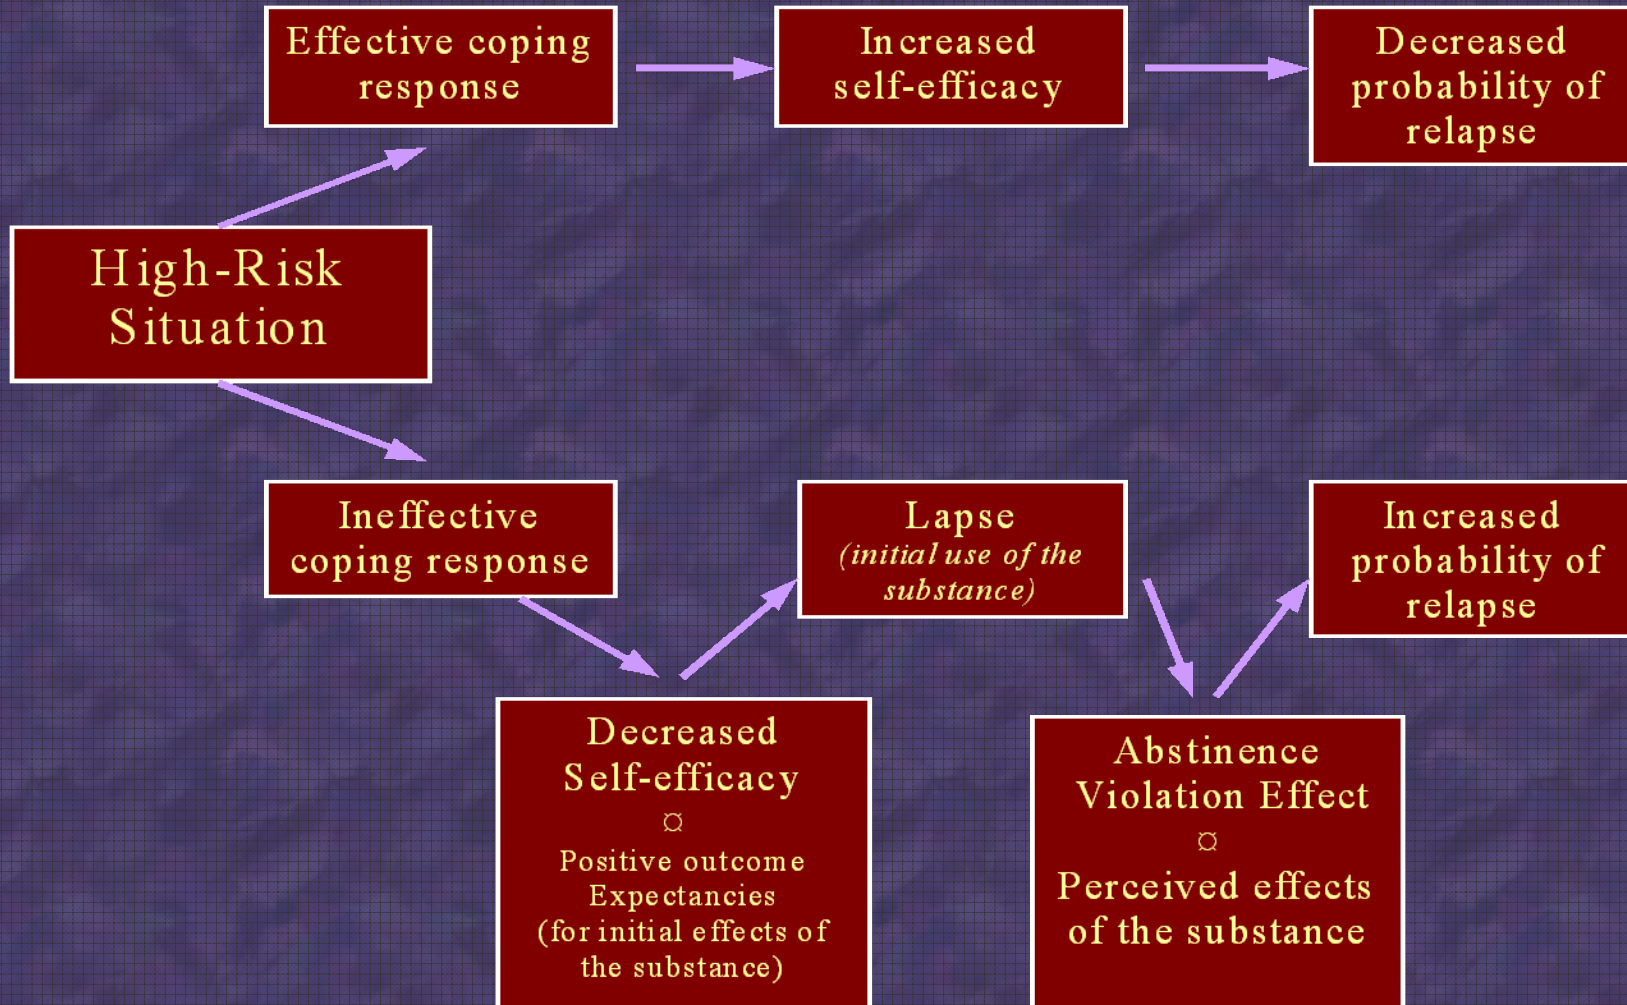 Effective coping
response
Increased
self-efficacy
Decreased
probability of
relapse
High-Risk
Situation
Ineffective
coping response
Lapse
(initial use of the
substance)
Increased
probability of
relapse
Decreased
Self-efficacy
¤
Positive outcome
Expectancies
(for initial effects of
the substance)
Abstinence
Violation Effect
¤
Perceived effects
of the substance